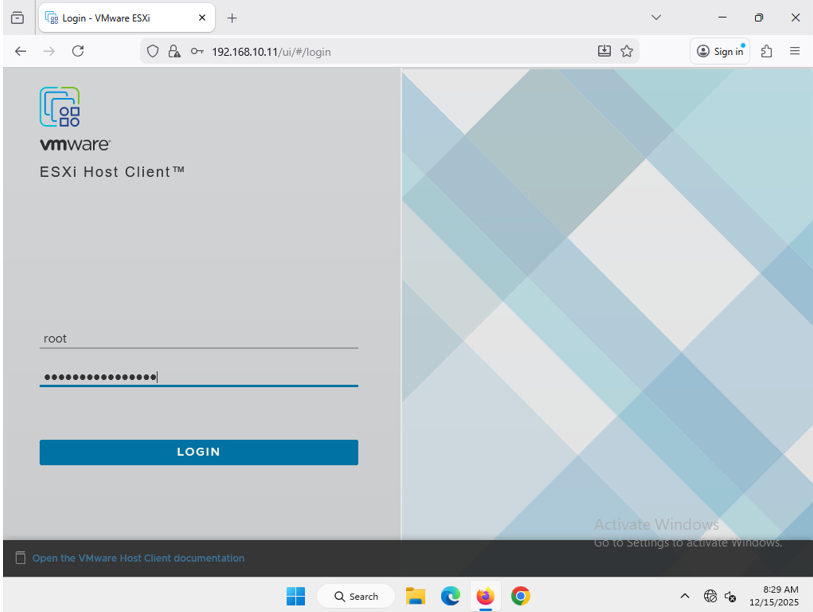 Login - VMware ESXi
Sign in
192.168.10.11/ui/#/login
vmware®
ESXi Host Client™
root
LOGIN
Activate Windows
Go to Settings to activate Windows.
Open the VMware Host Client documentation
Search
8:29 AM
12/15/2025